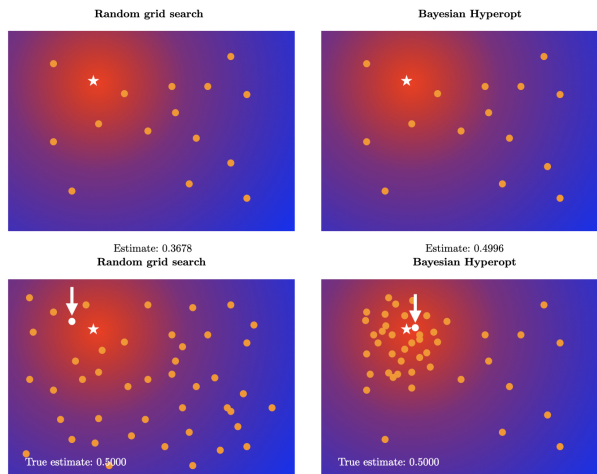 Random grid search
Bayesian Hyperopt
Estimate: 0.3678
Random grid search
Estimate: 0.4996
Bayesian Hyperopt
True estimate: 0.5000
True estimate: 0.5000